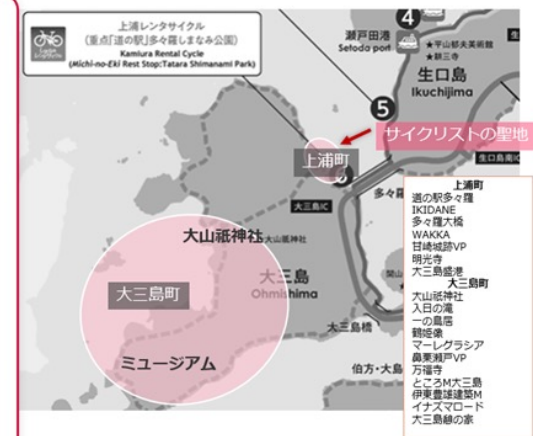 上浦レンタサイクル
(重点「道の駅」多々羅しまなみ公園)
Kamiura Rental Cycle
(Michi-no-Eki Rest Stop:Tatara Shimanami Park)
瀬戸田港
Setoda port
4
★平山郁夫美術館
★耕三寺
生口島
Ikuchijima
5
サイクリストの聖地
上浦町
生口島南IC
多々羅
大三島IC
大山祇神社
大山祇神社
大三島
Ohmishima
大三島町
大三島橋
ミュージアム
伯方・大島
上浦町
道の駅多々羅
IKIDANE
多々羅大橋
WAKKA
甘崎城跡VP
明光寺
大三島盛港
大三島町
大山祇神社
入日の滝
一の鳥居
鶴姫像
マーレグラシア
鼻栗瀬戸VP
万福寺
ところM大三島
伊東豊雄建築M
イナズマロード
大三島憩の家